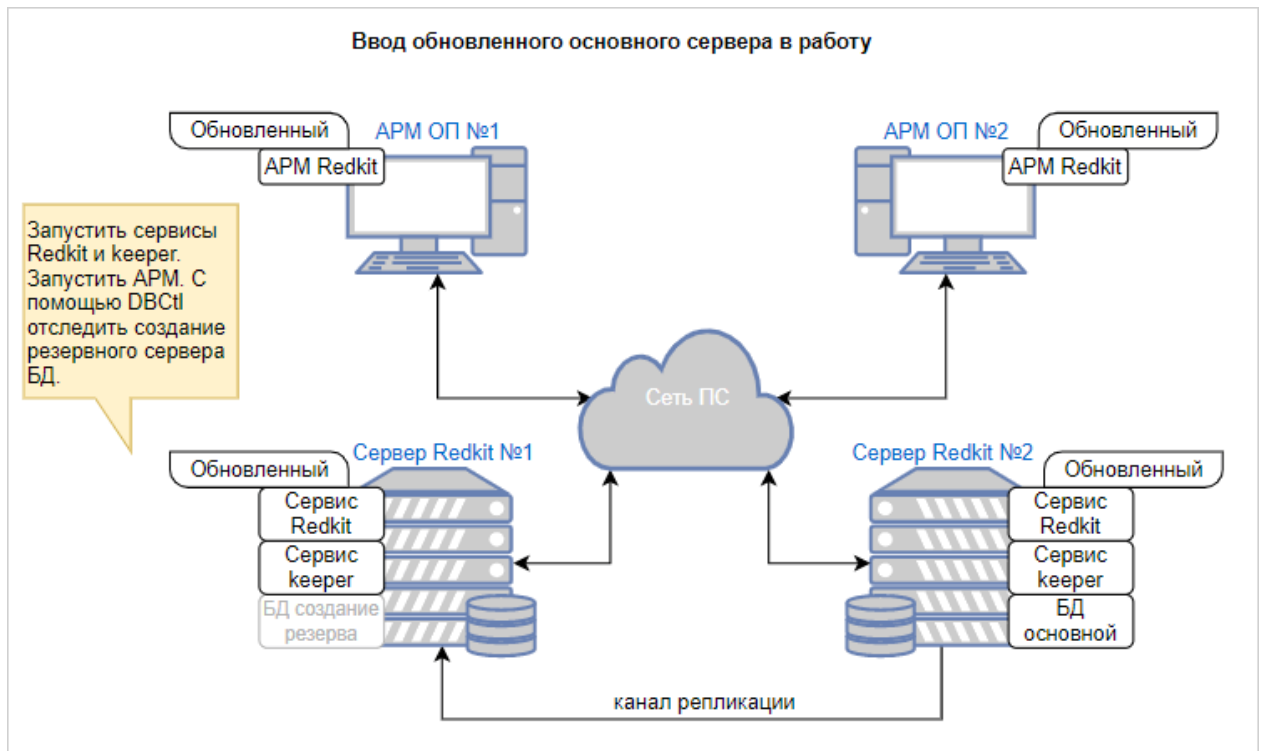 Ввод обновленного основного сервера в работу
Обновленный
АРМ ОП №1
АРМ Redkit
АРМ ОП №2
Обновленный
АРМ Redkit
Запустить сервисы
Redkit и keeper.
Запустить АРМ. С
помощью DBCtl
отследить создание
резервного сервера
БД.
Сеть ПС
Сервер Redkit №1
Обновленный
Сервис
Redkit
Сервис
keeper
БД создание
резерва
Сервер Redkit №2
Обновленный
Сервис
Redkit
Сервис
keeper
БД
основной
канал репликации